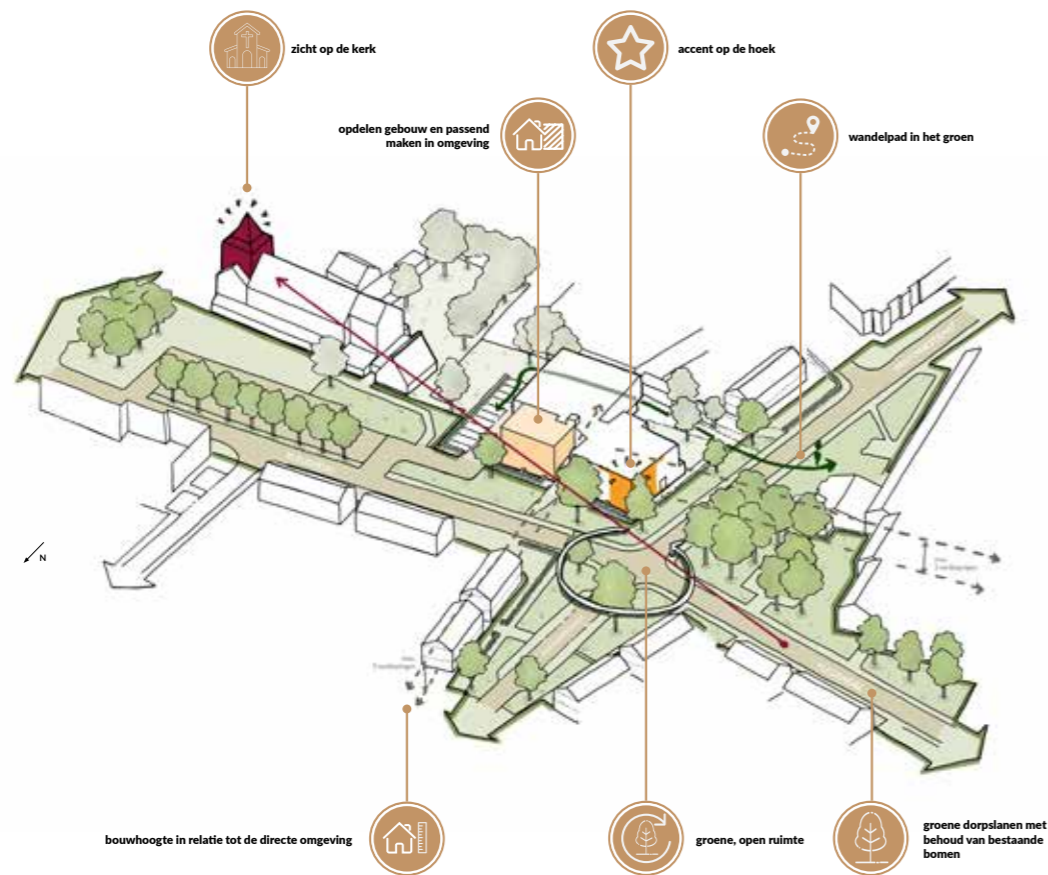 zicht op de kerk
accent op de hoek
opdelen gebouw en passend
maken in omgeving
wandelpad in het groen
N
bouwhoogte in relatie tot de directe omgeving
groene, open ruimte
groene dorpslanen met
behoud van bestaande
bomen